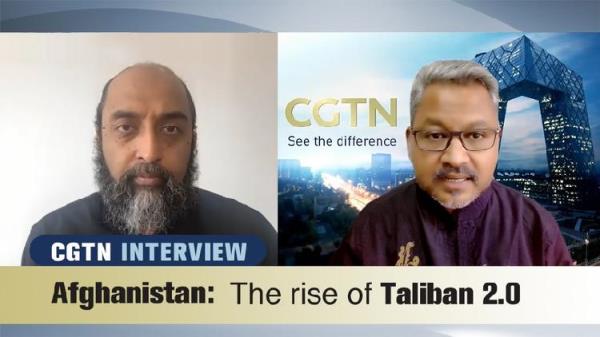 CGTN
See the difference
CGTN INTERVIEW
Afghanistan: The rise of Taliban 2.0